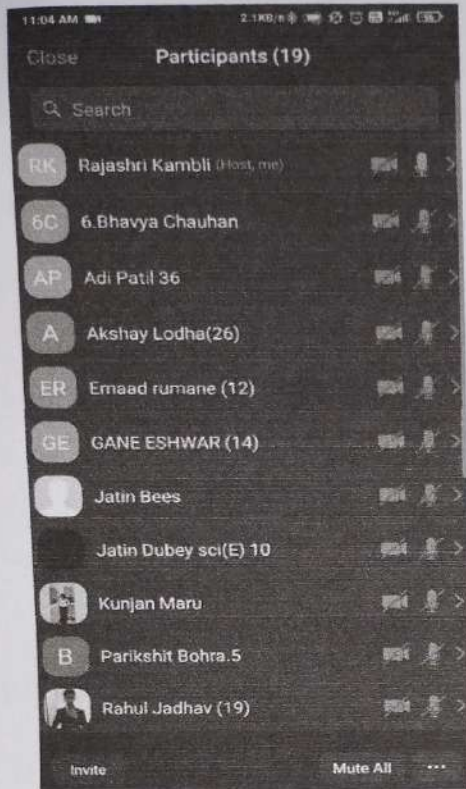 11:04 AM 2.1KB/s
Close Participants (19)
Search
RK Rajashri Kambli (Host, me)
6C 6.Bhavya Chauhan
AP Adi Patil 36
A Akshay Lodha(26)
ER Emaad rumane (12)
GE GANE ESHWAR (14)
Jatin Bees
Jatin Dubey sci(E) 10
Kunjan Maru
B Parikshit Bohra.5
Rahul Jadhav (19)
Invite Mute All ...